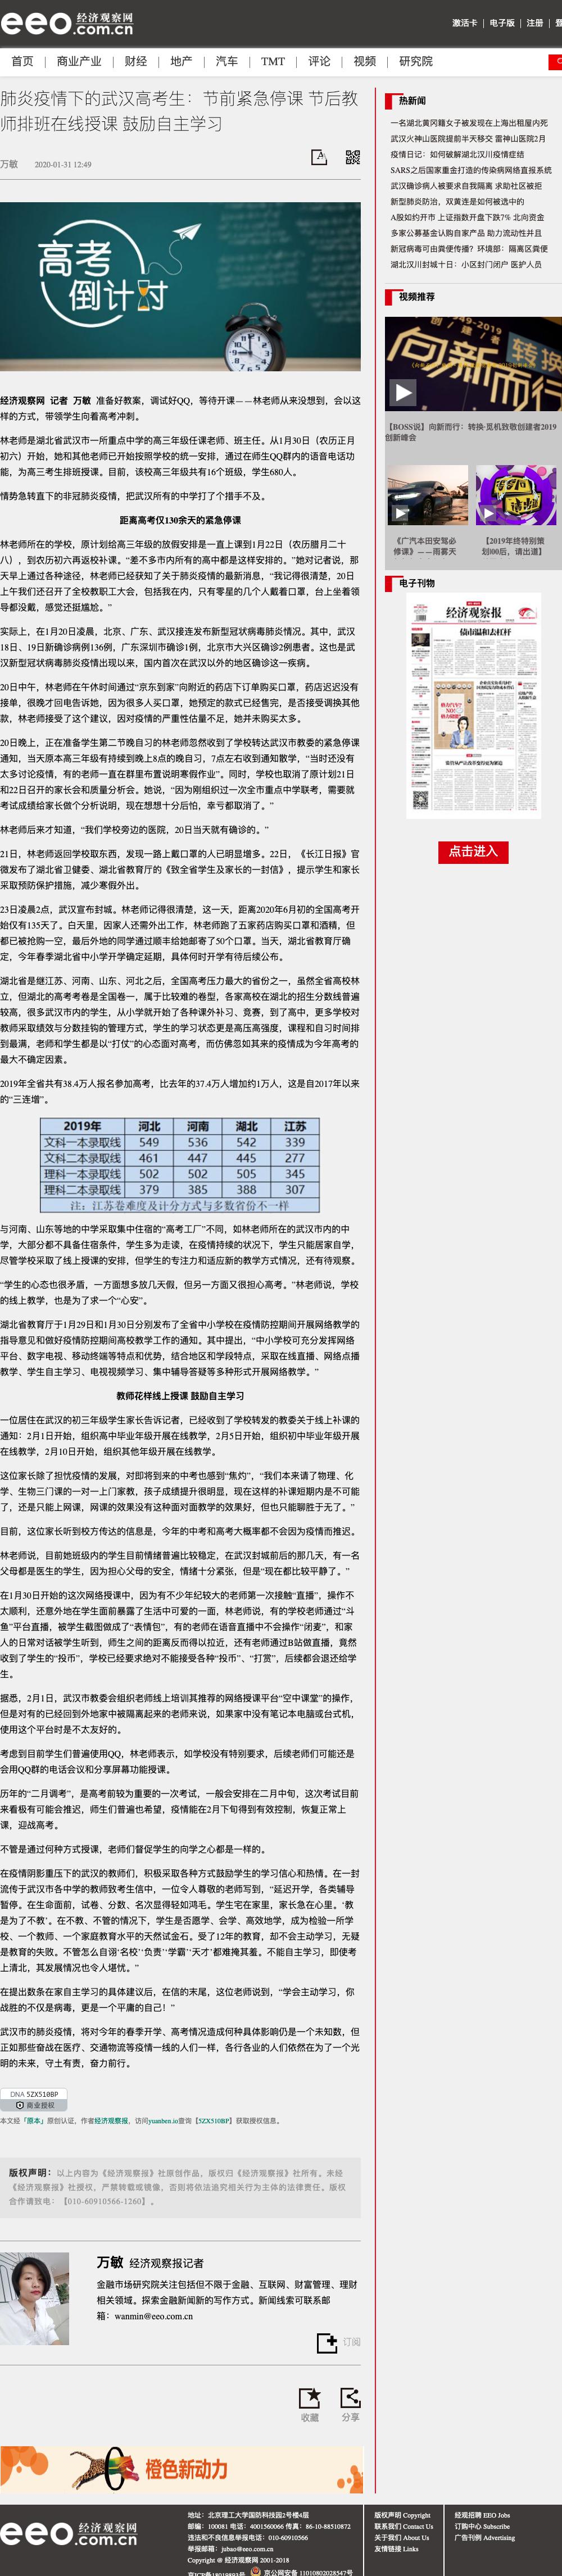 eeo 经济观察网
.com.cn
激活卡 | 电子版 | 注册 |
首页 | 商业产业 | 财经 | 地产 | 汽车 | TMT | 评论 | 视频 | 研究院
肺炎疫情下的武汉高考生：节前紧急停课 节后教
师排班在线授课 鼓励自主学习
万敏 2020-01-31 12:49
高考
倒计时
经济观察网 记者 万敏 准备好教案，调试好QQ，等待开课——林老师从来没想到，会以这
样的方式，带领学生向着高考冲刺。
林老师是湖北省武汉市一所重点中学的高三年级任课老师、班主任。从1月30日（农历正月
初六）开始，她和其他老师已开始按照学校的统一安排，通过在师生QQ群内的语音电话功
能，为高三考生排班授课。目前，该校高三年级共有16个班级，学生680人。
情势急转直下的非冠肺炎疫情，把武汉所有的中学打了个措手不及。
距离高考仅130余天的紧急停课
林老师所在的学校，原计划给高三年级的放假安排是一直上课到1月22日（农历腊月二十
八），到农历初六再返校补课。“差不多市内所有的高中都是这样安排的。”她对记者说，那
天早上通过各种途径，林老师已经获知了关于肺炎疫情的最新消息，“我记得很清楚，20日
上午我们还召开了全校教职工大会，包括我在内，只有零星的几个人戴着口罩，台上坐着领
导都没戴，感觉还挺尴尬。”
实际上，在1月20日凌晨，北京、广东、武汉接连发布新型冠状病毒肺炎情况。其中，武汉
18日、19日新确诊病例136例，广东深圳市确诊1例，北京市大兴区确诊2例患者。这也是武
汉新型冠状病毒肺炎疫情出现以来，国内首次在武汉以外的地区确诊这一疾病。
20日中午，林老师在午休时间通过“京东到家”向附近的药店下订单购买口罩，药店迟迟没有
接单，很晚才回电告诉她，因为很多人买口罩，她预定的款式已经售完，是否接受调换其他
款，林老师接受了这个建议，因对疫情的严重性估量不足，她并未购买太多。
20日晚上，正在准备学生第二节晚自习的林老师忽然收到了学校转达武汉市教委的紧急停课
通知，当天原本高三年级有持续到晚上8点的晚自习，7点左右收到通知散学，“当时还没有
太多讨论疫情，有的老师一直在群里布置说明寒假作业”。同时，学校也取消了原计划21日
和22日召开的家长会和质量分析会。她说，“因为刚组织过一次全市重点中学联考，需要就
考试成绩给家长做个分析说明，现在想想十分后怕，幸亏都取消了。”
林老师后来才知道，“我们学校旁边的医院，20日当天就有确诊的。”
21日，林老师返回学校取东西，发现一路上戴口罩的人已明显增多。22日，《长江日报》官
微发布了湖北省卫健委、湖北省教育厅的《致全省学生及家长的一封信》，提示学生和家长
采取预防保护措施，减少寒假外出。
23日凌晨2点，武汉宣布封城。林老师记得很清楚，这一天，距离2020年6月初的全国高考开
始仅有135天了。白天里，因家人还需外出工作，林老师跑了五家药店购买口罩和酒精，但
都已被抢购一空，最后外地的同学通过顺丰给她邮寄了50个口罩。当天，湖北省教育厅确
定，今年春季湖北省中小学开学确定延期，具体何时开学有待后续公布。
湖北省是继江苏、河南、山东、河北之后，全国高考压力最大的省份之一，虽然全省高校林
立，但湖北的高考考卷是全国卷一，属于比较难的卷型，各家高校在湖北的招生分数线普遍
较高，很多武汉市内的学生，从小学就开始了各种课外补习、竞赛，到了高中，更多学校对
教师采取绩效与分数挂钩的管理方式，学生的学习状态更是高压高强度，课程和自习时间排
到最满，老师和学生都是以“打仗”的心态面对高考，而仿佛忽如其来的疫情成为今年高考的
最大不确定因素。
2019年全省共有38.4万人报名参加高考，比去年的37.4万人增加约1万人，这是自2017年以来
的“三连增”。
2019年 河北 河南 湖北 江苏
文科一本录取线 549 536 542 339
文科二本录取线 461 447 445 277
理科一本录取线 502 502 505 345
理科二本录取线 379 385 388 307
注：江苏卷难度及计分方式与多数省份不一样
与河南、山东等地的中学采取集中住宿的“高考工厂”不同，如林老师所在的武汉市内的中
学，大部分都不具备住宿条件，学生多为走读，在疫情持续的状况下，学生只能居家自学，
尽管学校采取了线上授课的安排，但学生的专注力和适应新的教学方式情况，还有待观察。
“学生的心态也很矛盾，一方面想多放几天假，但另一方面又很担心高考。”林老师说，学校
的线上教学，也是为了求一个“心安”。
湖北省教育厅于1月29日和1月30日分别发布了全省中小学校在疫情防控期间开展网络教学的
指导意见和做好疫情防控期间高校教学工作的通知。其中提出，“中小学校可充分发挥网络
平台、数字电视、移动终端等特点和优势，结合地区和学段特点，采取在线直播、网络点播
教学、学生自主学习、电视视频学习、集中辅导答疑等多种形式开展网络教学。”
教师花样线上授课 鼓励自主学习
一位居住在武汉的初三年级学生家长告诉记者，已经收到了学校转发的教委关于线上补课的
通知：2月1日开始，组织高中毕业年级开展在线教学，2月5日开始，组织初中毕业年级开展
在线教学，2月10日开始，组织其他年级开展在线教学。
这位家长除了担忧疫情的发展，对即将到来的中考也感到“焦灼”，“我们本来请了物理、化
学、生物三门课的一对一上门家教，孩子成绩提升很明显，现在这样的补课短期内是不可能
了，还是只能上网课，网课的效果没有这种面对面教学的效果好，但也只能聊胜于无了。”
目前，这位家长听到校方传达的信息是，今年的中考和高考大概率都不会因为疫情而推迟。
林老师说，目前她班级内的学生目前情绪普遍比较稳定，在武汉封城前后的那几天，有一名
父母都是医生的学生，因为担心父母的安全，情绪十分紧张，但是“现在都比较平静了。”
在1月30日开始的这次网络授课中，因为有不少年纪较大的老师第一次接触“直播”，操作不
太顺利，还意外地在学生面前暴露了生活中可爱的一面，林老师说，有的学校老师通过“斗
鱼”平台直播，被学生截图做成了“表情包”，有的老师在语音直播中不会操作“闭麦”，和家
人的日常对话被学生听到，师生之间的距离反而得以拉近，还有老师通过B站做直播，竟然
收到了学生的“投币”，学校已经要求绝对不能接受各种“投币”、“打赏”，后续都会退还给学
生。
据悉，2月1日，武汉市教委会组织老师线上培训其推荐的网络授课平台“空中课堂”的操作，
但是对有的已经回到外地家中被隔离起来的老师来说，如果家中没有笔记本电脑或台式机，
使用这个平台时是不太友好的。
考虑到目前学生们普遍使用QQ，林老师表示，如学校没有特别要求，后续老师们可能还是
会用QQ群的电话会议和分享屏幕功能授课。
历年的“二月调考”，是高考前较为重要的一次考试，一般会安排在二月中旬，这次考试目前
来看极有可能会推迟，师生们普遍也希望，疫情能在2月下旬得到有效控制，恢复正常上
课，迎战高考。
不管是通过何种方式授课，老师们督促学生的向学之心都是一样的。
在疫情阴影重压下的武汉的教师们，积极采取各种方式鼓励学生的学习信心和热情。在一封
流传于武汉市各中学的教师致考生信中，一位令人尊敬的老师写到，“延迟开学，各类辅导
暂停。在生命面前，试卷、分数、名次显得轻如鸿毛。学生宅在家里，家长急在心里。‘教
是为了不教’。在不教、不管的情况下，学生是否愿学、会学、高效地学，成为检验一所学
校、一个教师、一个家庭教育水平的天然试金石。受了12年的教育，却不会主动学习，无疑
是教育的失败。不管怎么自诩‘名校’‘负责’‘学霸’‘天才’都难掩其羞。不能自主学习，即使考
上清北，其发展情况也令人堪忧。”
在提出数条在家自主学习的具体建议后，在信的末尾，这位老师说到，“学会主动学习，你
战胜的不仅是病毒，更是一个平庸的自己！”
武汉市的肺炎疫情，将对今年的春季开学、高考情况造成何种具体影响仍是一个未知数，但
正如那些奋战在医疗、交通物流等疫情一线的人们一样，各行各业的人们依然在为了一个光
明的未来，守土有责，奋力前行。
DNA 5ZX510BP
商业授权
本文经「原本」原创认证，作者经济观察报，访问yuanben.io查询【5ZX510BP】获取授权信息。
版权声明：以上内容为《经济观察报》社原创作品，版权归《经济观察报》社所有。未经
《经济观察报》社授权，严禁转载或镜像，否则将依法追究相关行为主体的法律责任。版权
合作请致电：【010-60910566-1260】。
万敏 经济观察报记者
金融市场研究院关注包括但不限于金融、互联网、财富管理、理财
相关领域。探索金融新闻新的写作方式。新闻线索可联系邮
箱：wanmin@eeo.com.cn
订阅
收藏 分享
橙色新动力
热新闻
一名湖北黄冈籍女子被发现在上海出租屋内死
武汉火神山医院提前半天移交 雷神山医院2月
疫情日记：如何破解湖北汉川疫情症结
SARS之后国家重金打造的传染病网络直报系统
武汉确诊病人被要求自我隔离 求助社区被拒
新型肺炎防治，双黄连是如何被选中的
A股如约开市 上证指数开盘下跌7% 北向资金
多家公募基金认购自家产品 助力流动性并且
新冠病毒可由粪便传播？环境部：隔离区粪便
湖北汉川封城十日：小区封门闭户 医护人员
视频推荐
向新而行
【BOSS说】向新而行：转换·觅机致敬创建者2019
创新峰会
《广汽本田安驾必
修课》——雨雾天
【2019年终特别策
划00后，请出道】
电子刊物
经济观察报
债市温和去杠杆
点击进入
eeo 经济观察网
.com.cn
地址：北京理工大学国防科技园2号楼4层
邮编：100081 电话：4001560066 传真：86-10-88510872
违法和不良信息举报电话：010-60910566
举报邮箱：jubao@eeo.com.cn
Copyright @ 经济观察网 2001-2018
京ICP备18019893号 京公网安备 11010802028547号
版权声明 Copyright
联系我们 Contact Us
关于我们 About Us
友情链接 Links
经观招聘 EEO Jobs
订购中心 Subscribe
广告刊例 Advertising